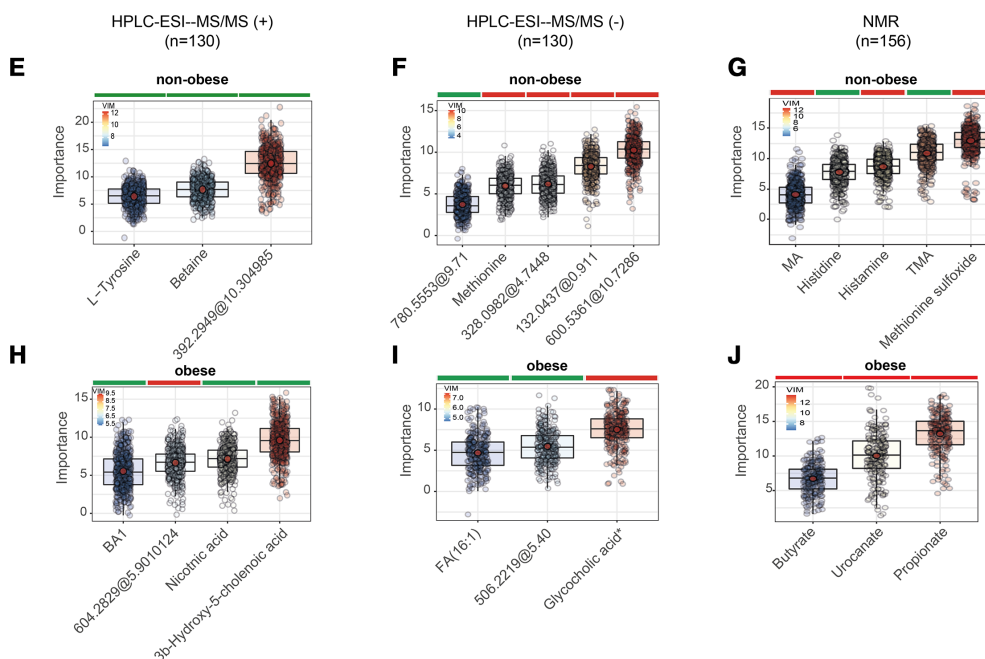 HPLC-ESI--MS/MS (+)
(n=130)
HPLC-ESI--MS/MS (-)
(n=130)
NMR
(n=156)
E
non-obese
VIM
12
10
8
Importance
20
15
10
5
0
L-Tyrosine
Betaine
392.2949@10.304985
F
non-obese
VIM
10
8
6
4
Importance
15
10
5
0
780.5553@9.71
Methionine
328.0982@4.7448
132.0437@0.911
600.5361@10.7286
G
non-obese
VIM
12
10
8
6
Importance
15
10
5
0
MA
Histidine
Histamine
TMA
Methionine sulfoxide
H
obese
VIM
9.5
8.5
7.5
6.5
5.5
Importance
15
10
5
0
BA1
604.2829@5.9010124
Nicotnic acid
3b-Hydroxy-5-cholenoic acid
I
obese
VIM
7.0
6.0
5.0
Importance
10
5
0
FA(16:1)
506.2219@5.40
Glycocholic acid*
J
obese
VIM
12
10
8
Importance
20
15
10
5
Butyrate
Urocanate
Propionate